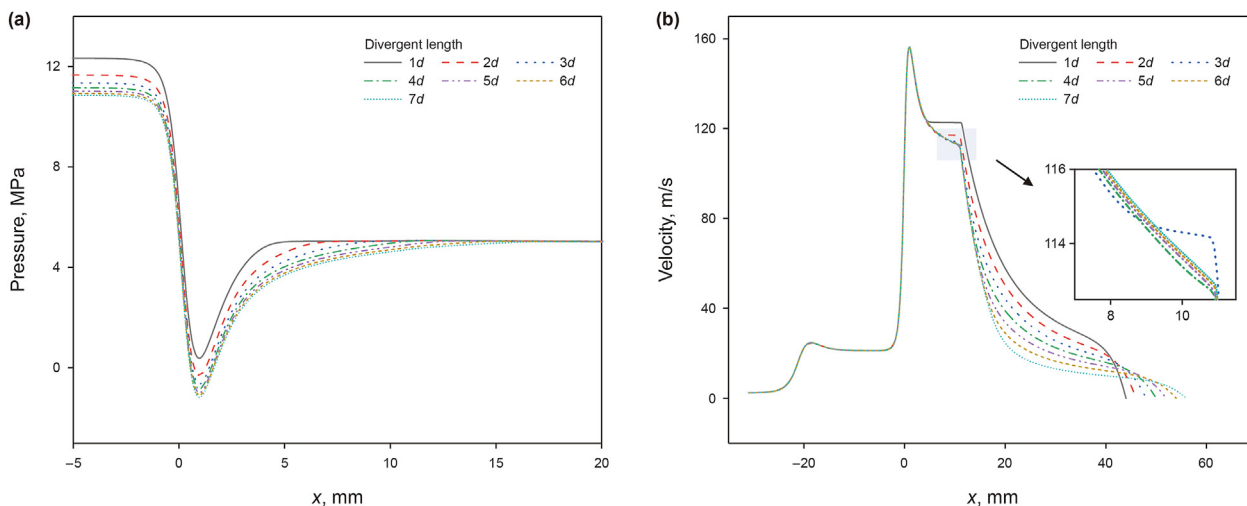 (a)
Divergent length
1d 2d 3d
4d 5d 6d
7d
12
8
4
0
Pressure, MPa
−5 0 5 10 15 20
x, mm
(b)
Divergent length
1d 2d 3d
4d 5d 6d
7d
160
120
80
40
0
Velocity, m/s
116
114
8 10
−20 0 20 40 60
x, mm